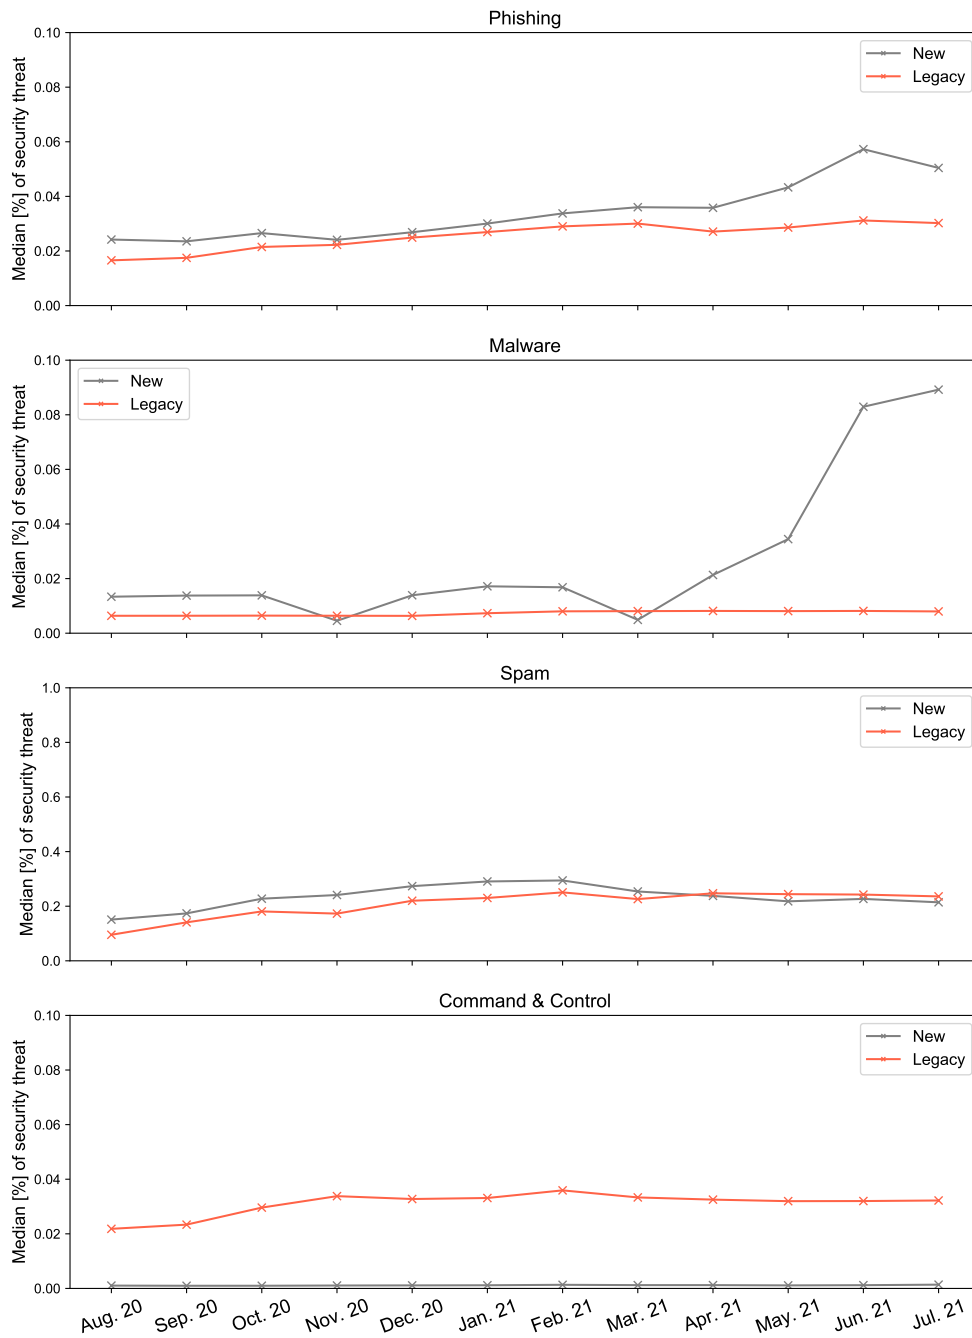 Phishing
Median [%] of security threat
0.10
0.08
0.06
0.04
0.02
0.00
New
Legacy
Malware
Median [%] of security threat
0.10
0.08
0.06
0.04
0.02
0.00
New
Legacy
Spam
Median [%] of security threat
1.0
0.8
0.6
0.4
0.2
0.0
New
Legacy
Command & Control
Median [%] of security threat
0.10
0.08
0.06
0.04
0.02
0.00
New
Legacy
Aug. 20
Sep. 20
Oct. 20
Nov. 20
Dec. 20
Jan. 21
Feb. 21
Mar. 21
Apr. 21
May. 21
Jun. 21
Jul. 21